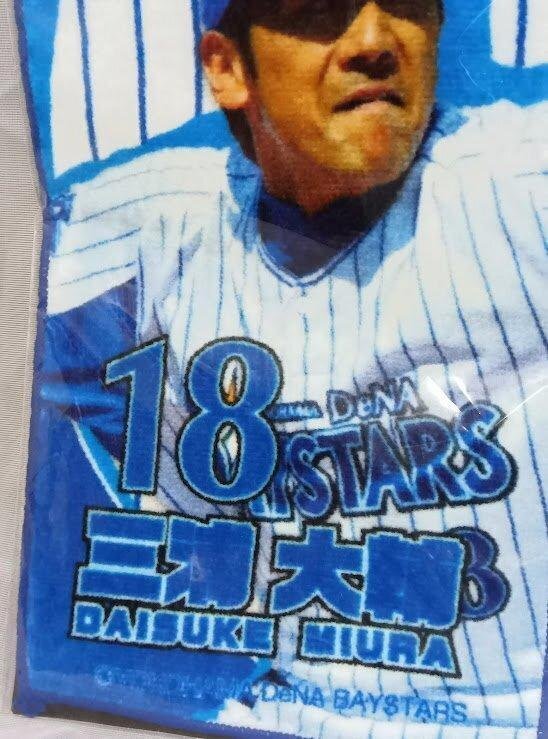 18
DeNA
STARS
三浦 大輔
DAISUKE MIURA
DeNA BAYSTARS